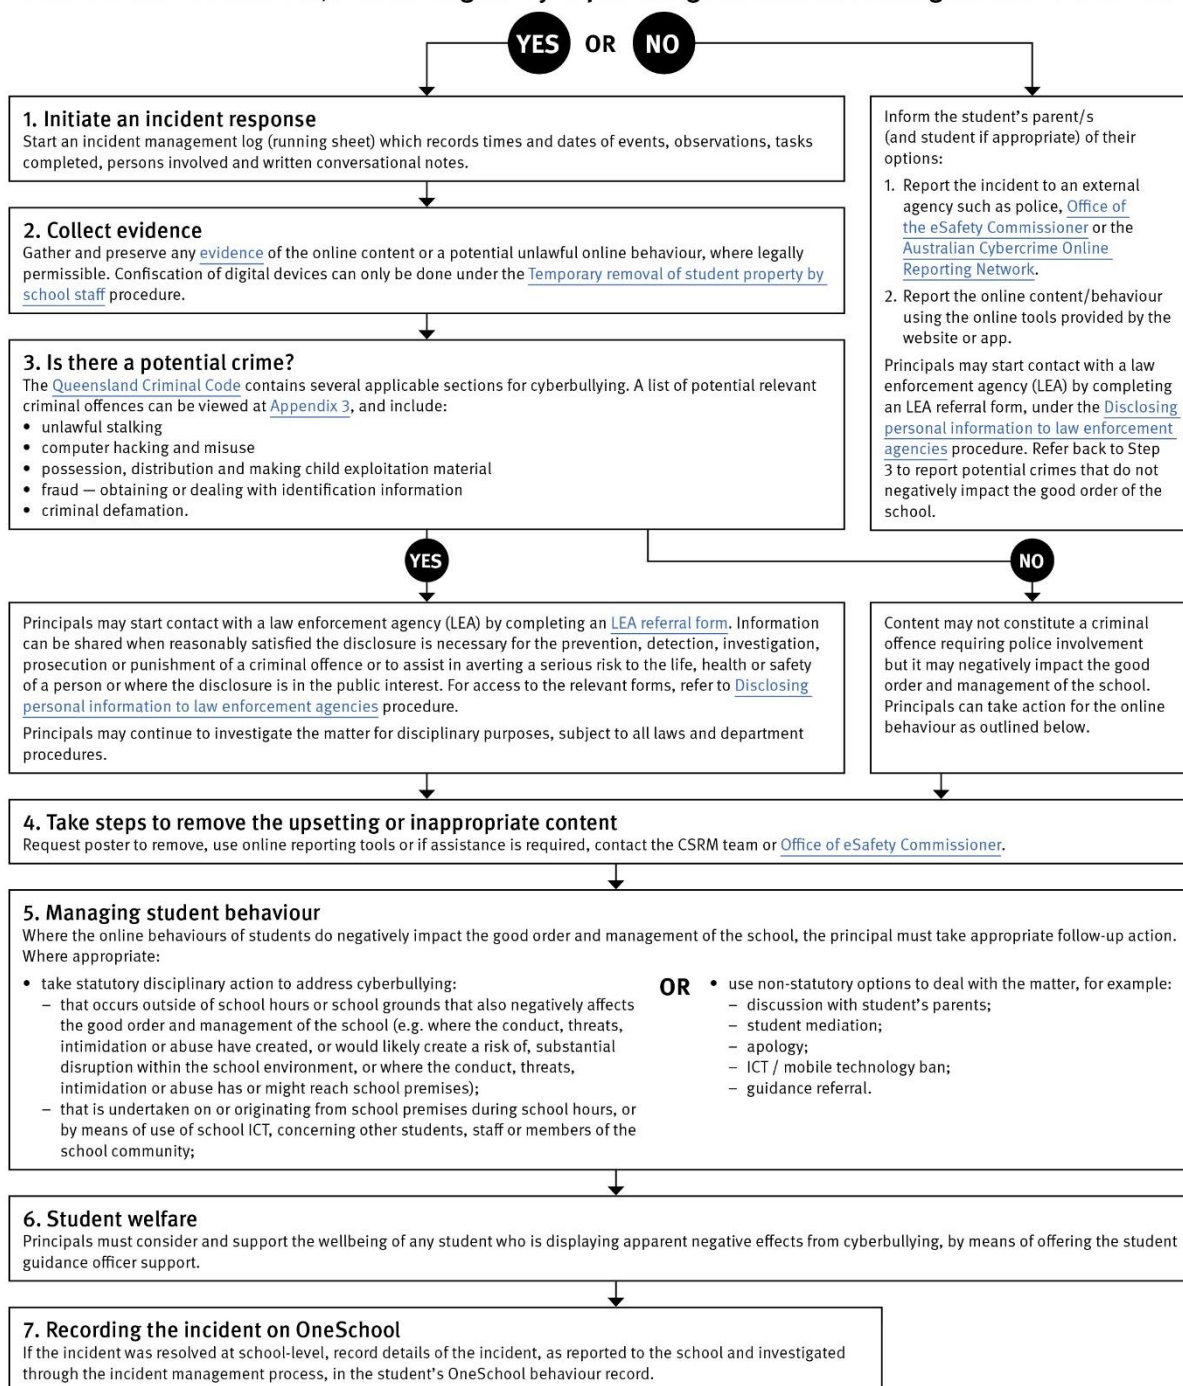 YES OR NO
1. Initiate an incident response
Start an incident management log (running sheet) which records times and dates of events, observations, tasks
completed, persons involved and written conversational notes.
2. Collect evidence
Gather and preserve any evidence of the online content or a potential unlawful online behaviour, where legally
permissible. Confiscation of digital devices can only be done under the Temporary removal of student property by
school staff procedure.
3. Is there a potential crime?
The Queensland Criminal Code contains several applicable sections for cyberbullying. A list of potential relevant
criminal offences can be viewed at Appendix 3, and include:
• unlawful stalking
• computer hacking and misuse
• possession, distribution and making child exploitation material
• fraud — obtaining or dealing with identification information
• criminal defamation.
Inform the student's parent/s
(and student if appropriate) of their
options:
1. Report the incident to an external
agency such as police, Office of
the eSafety Commissioner or the
Australian Cybercrime Online
Reporting Network.
2. Report the online content/behaviour
using the online tools provided by the
website or app.
Principals may start contact with a law
enforcement agency (LEA) by completing
an LEA referral form, under the Disclosing
personal information to law enforcement
agencies procedure. Refer back to Step
3 to report potential crimes that do not
negatively impact the good order of the
school.
YES
NO
Principals may start contact with a law enforcement agency (LEA) by completing an LEA referral form. Information
can be shared when reasonably satisfied the disclosure is necessary for the prevention, detection, investigation,
prosecution or punishment of a criminal offence or to assist in averting a serious risk to the life, health or safety
of a person or where the disclosure is in the public interest. For access to the relevant forms, refer to Disclosing
personal information to law enforcement agencies procedure.
Principals may continue to investigate the matter for disciplinary purposes, subject to all laws and department
procedures.
Content may not constitute a criminal
offence requiring police involvement
but it may negatively impact the good
order and management of the school.
Principals can take action for the online
behaviour as outlined below.
4. Take steps to remove the upsetting or inappropriate content
Request poster to remove, use online reporting tools or if assistance is required, contact the CSRM team or Office of eSafety Commissioner.
5. Managing student behaviour
Where the online behaviours of students do negatively impact the good order and management of the school, the principal must take appropriate follow-up action.
Where appropriate:
• take statutory disciplinary action to address cyberbullying:
– that occurs outside of school hours or school grounds that also negatively affects
the good order and management of the school (e.g. where the conduct, threats,
intimidation or abuse have created, or would likely create a risk of, substantial
disruption within the school environment, or where the conduct, threats,
intimidation or abuse has or might reach school premises);
– that is undertaken on or originating from school premises during school hours, or
by means of use of school ICT, concerning other students, staff or members of the
school community;
OR
• use non-statutory options to deal with the matter, for example:
– discussion with student's parents;
– student mediation;
– apology;
– ICT / mobile technology ban;
– guidance referral.
6. Student welfare
Principals must consider and support the wellbeing of any student who is displaying apparent negative effects from cyberbullying, by means of offering the student
guidance officer support.
7. Recording the incident on OneSchool
If the incident was resolved at school-level, record details of the incident, as reported to the school and investigated
through the incident management process, in the student's OneSchool behaviour record.